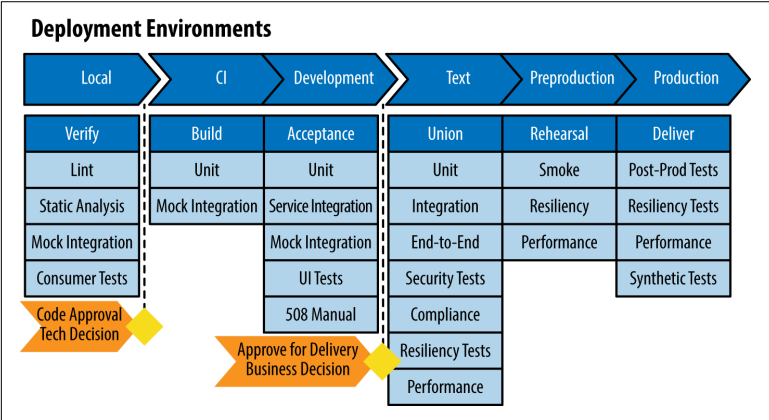 Deployment Environments
Local
CI
Development
Text
Preproduction
Production
Verify
Lint
Static Analysis
Mock Integration
Consumer Tests
Code Approval
Tech Decision
Build
Unit
Mock Integration
Acceptance
Unit
Service Integration
Mock Integration
UI Tests
508 Manual
Approve for Delivery
Business Decision
Union
Unit
Integration
End-to-End
Security Tests
Compliance
Resiliency Tests
Performance
Rehearsal
Smoke
Resiliency
Performance
Deliver
Post-Prod Tests
Resiliency Tests
Performance
Synthetic Tests